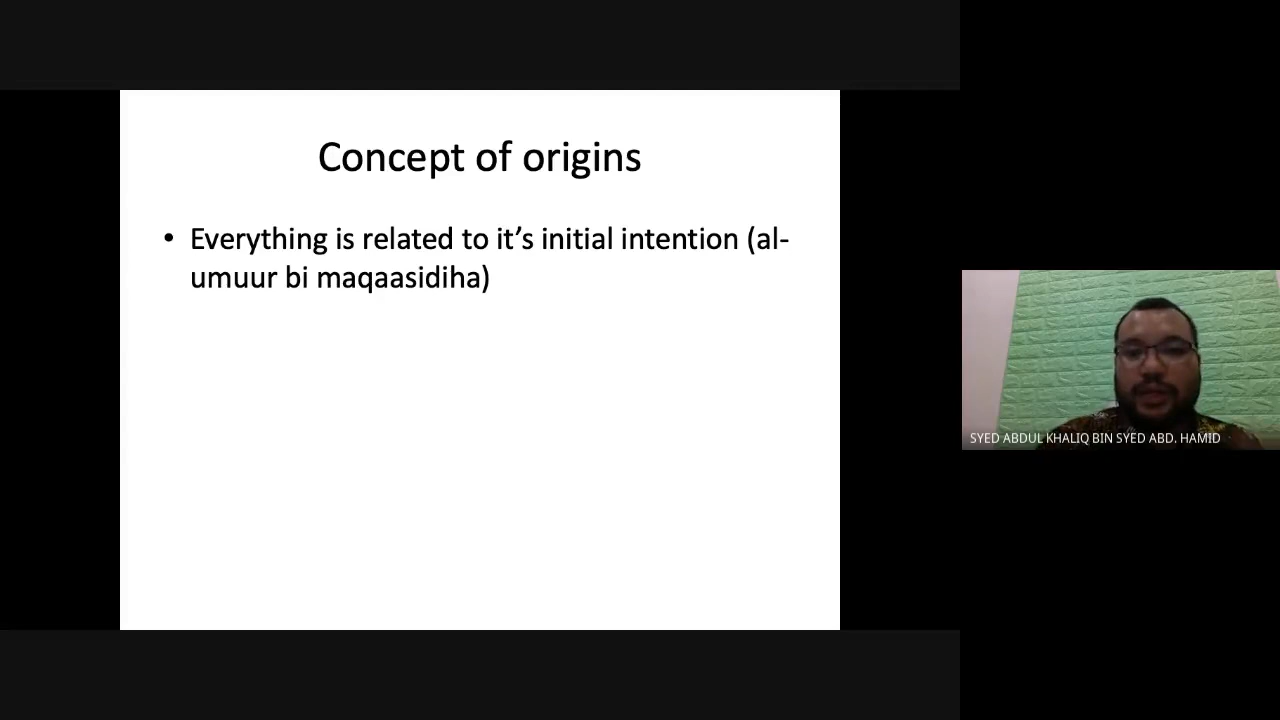 Concept of origins
• Everything is related to it’s initial intention (al-
umuur bi maqaasidiha)
SYED ABDUL KHALIQ BIN SYED ABD. HAMID